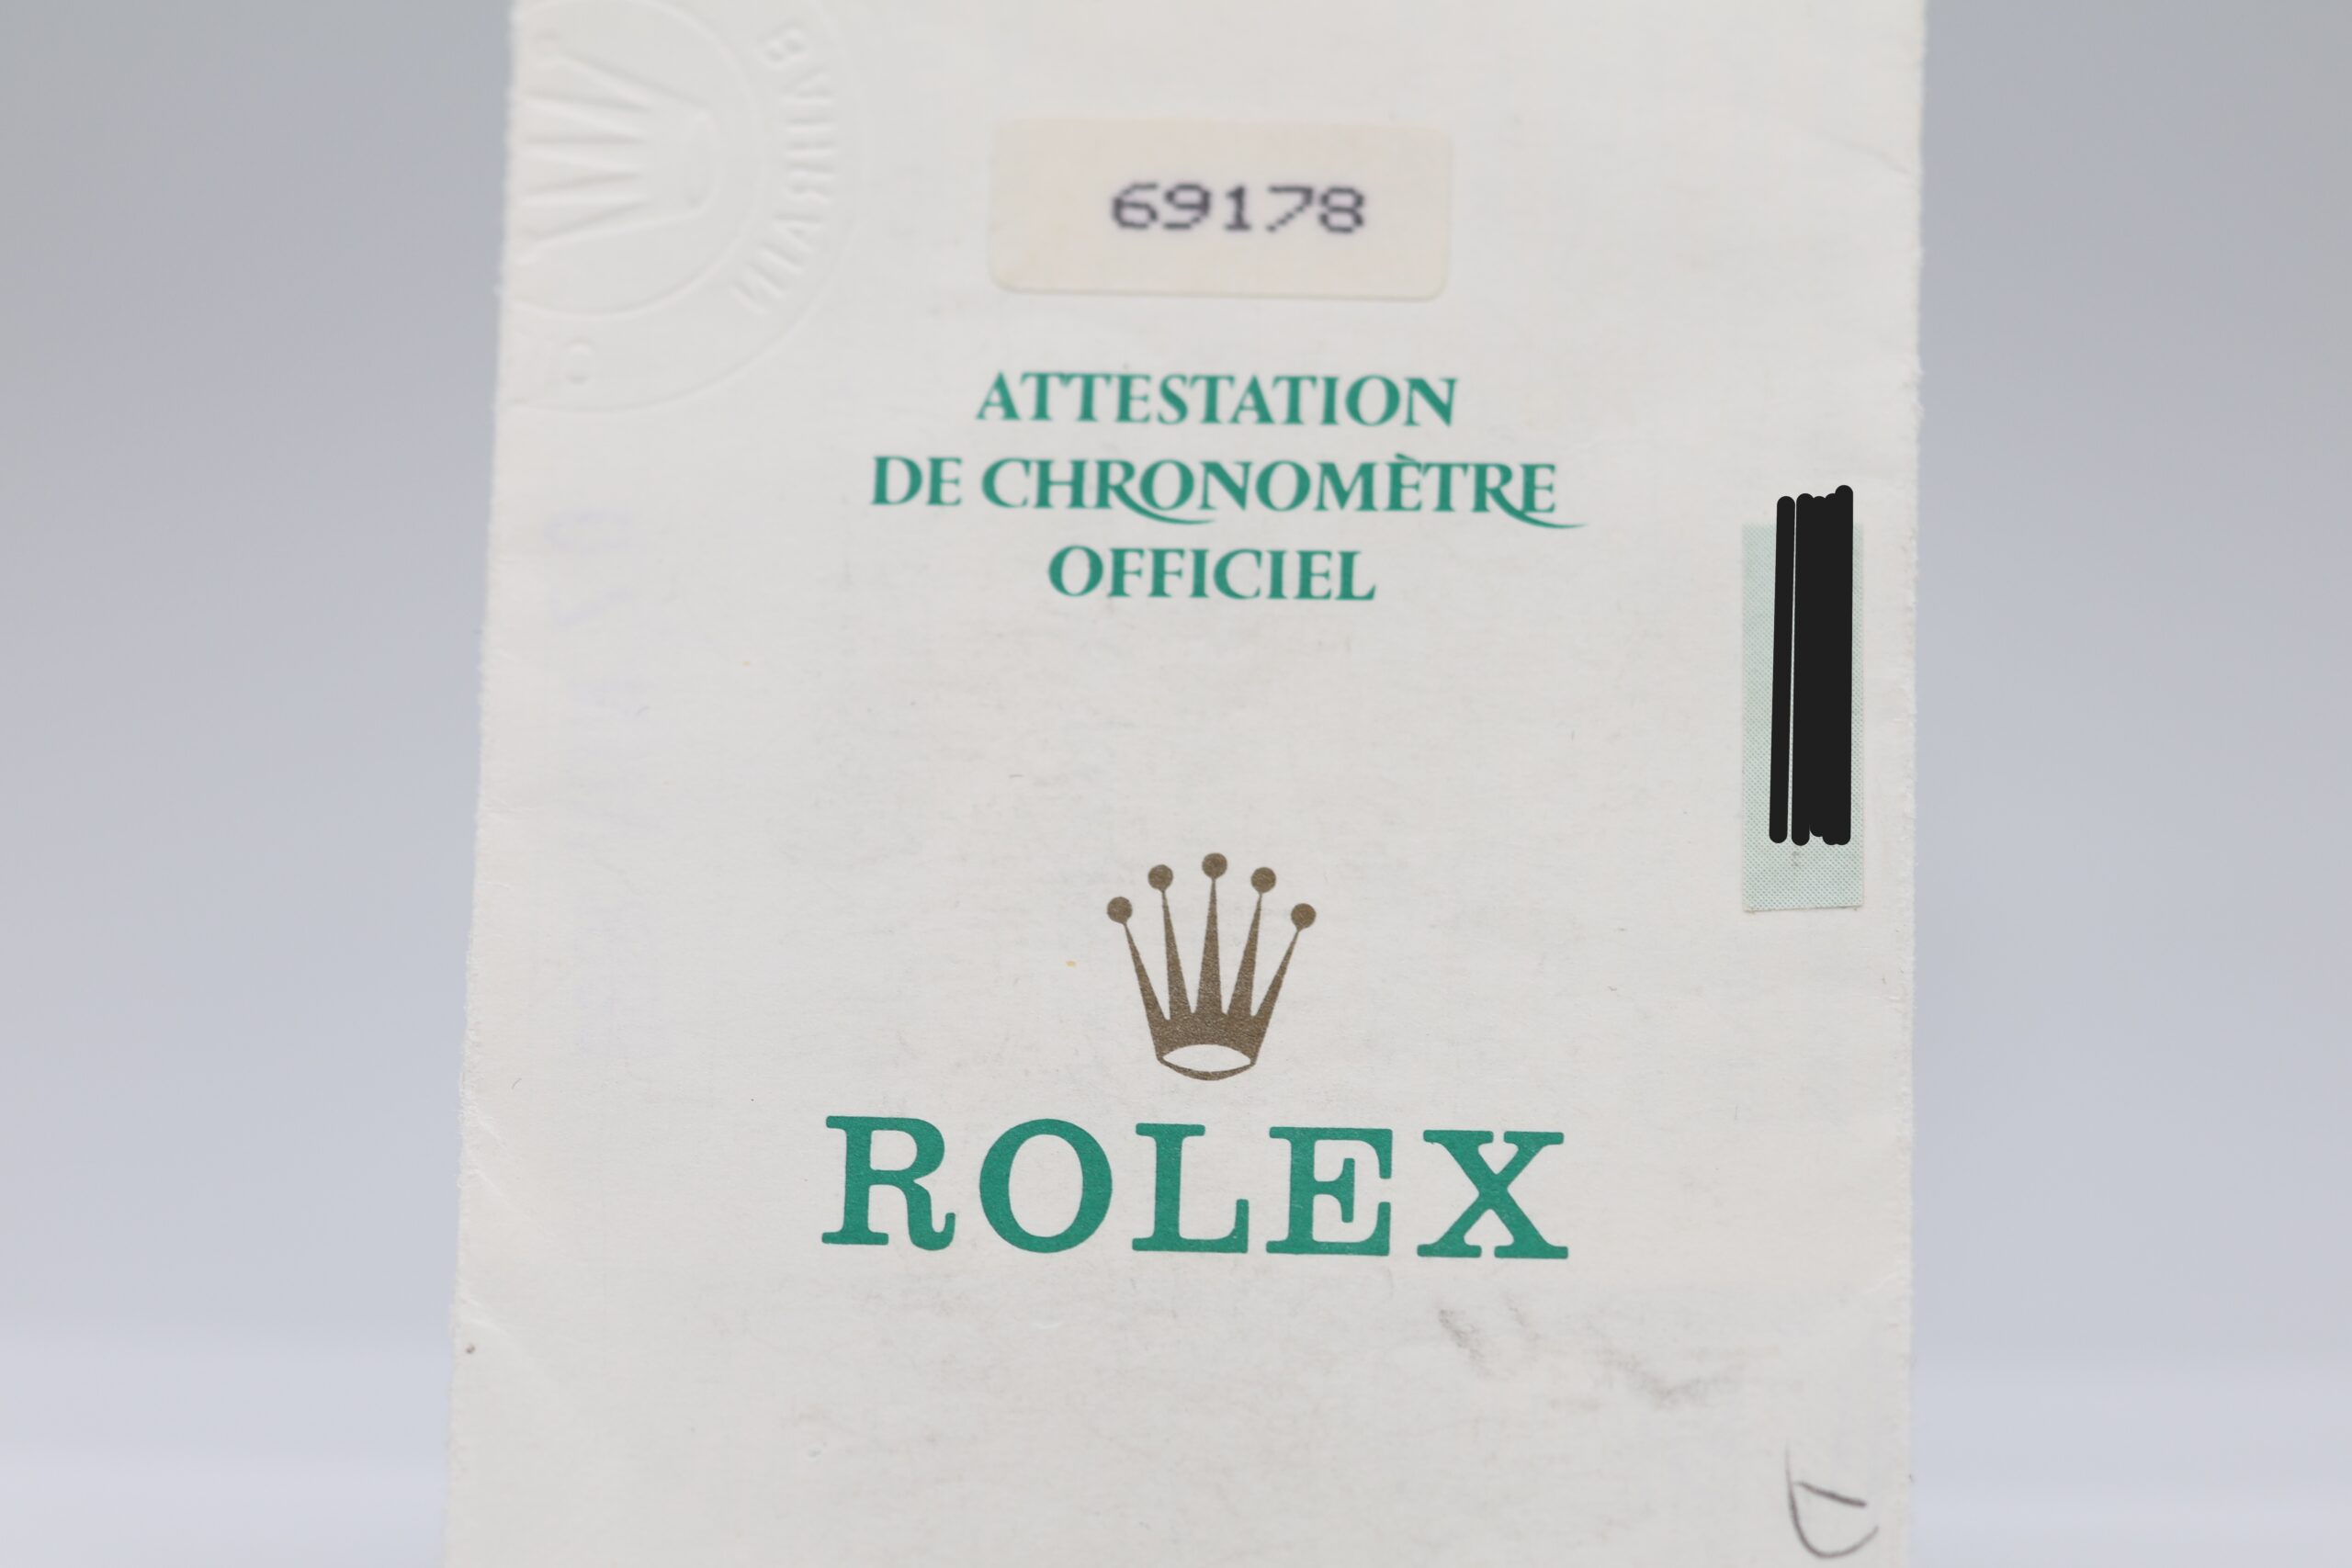 69178
ATTESTATION
DE CHRONOMÈTRE
OFFICIEL
ROLEX